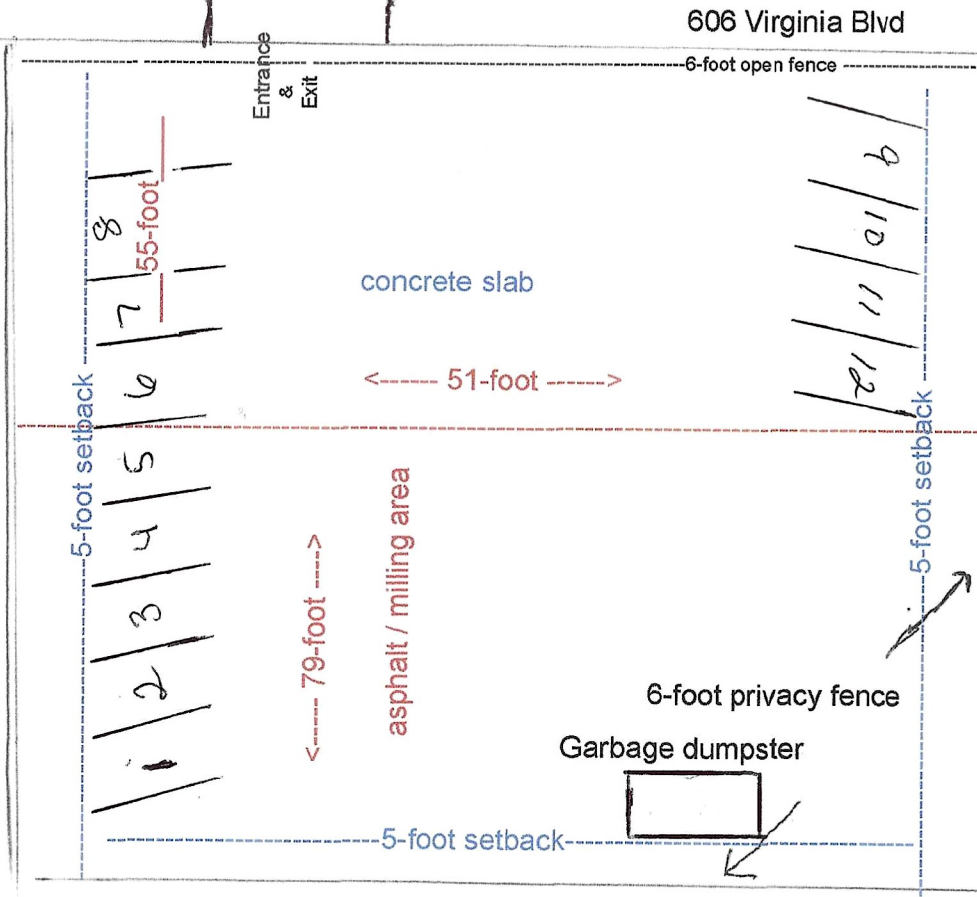 606 Virginia Blvd
--6-foot open fence
Entrance
&
Exit
8
55-foot
7
6
5
4
3
2
1
9
10
11
12
concrete slab
<------ 51-foot ------>
5-foot setback
5-foot setback
<----- 79-foot ----->
asphalt / milling area
6-foot privacy fence
Garbage dumpster
5-foot setback